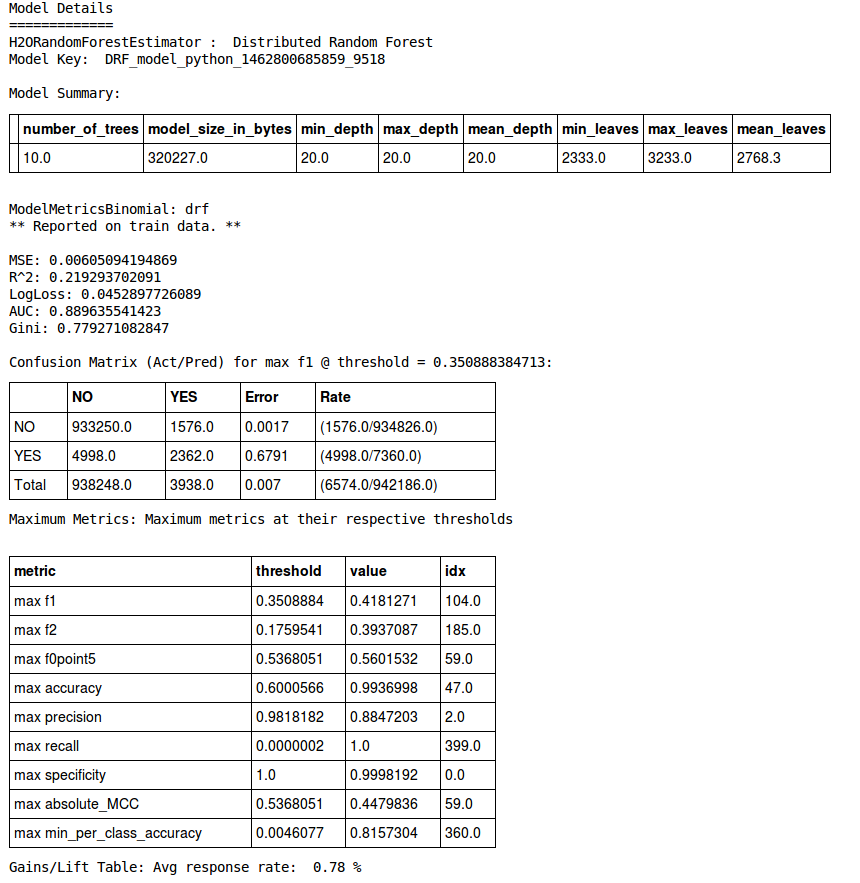 Model Details
=============
H2ORandomForestEstimator :  Distributed Random Forest
Model Key:  DRF_model_python_1462800685859_9518
Model Summary:
number_of_trees model_size_in_bytes min_depth max_depth mean_depth min_leaves max_leaves mean_leaves
10.0 320227.0 20.0 20.0 20.0 2333.0 3233.0 2768.3
ModelMetricsBinomial: drf
** Reported on train data. **
MSE: 0.00605094194869
R^2: 0.219293702091
LogLoss: 0.0452897726089
AUC: 0.889635541423
Gini: 0.779271082847
Confusion Matrix (Act/Pred) for max f1 @ threshold = 0.350888384713:
NO YES Error Rate
NO 933250.0 1576.0 0.0017 (1576.0/934826.0)
YES 4998.0 2362.0 0.6791 (4998.0/7360.0)
Total 938248.0 3938.0 0.007 (6574.0/942186.0)
Maximum Metrics: Maximum metrics at their respective thresholds
metric threshold value idx
max f1 0.3508884 0.4181271 104.0
max f2 0.1759541 0.3937087 185.0
max f0point5 0.5368051 0.5601532 59.0
max accuracy 0.6000566 0.9936998 47.0
max precision 0.9818182 0.8847203 2.0
max recall 0.0000002 1.0 399.0
max specificity 1.0 0.9998192 0.0
max absolute_MCC 0.5368051 0.4479836 59.0
max min_per_class_accuracy 0.0046077 0.8157304 360.0
Gains/Lift Table: Avg response rate:  0.78 %